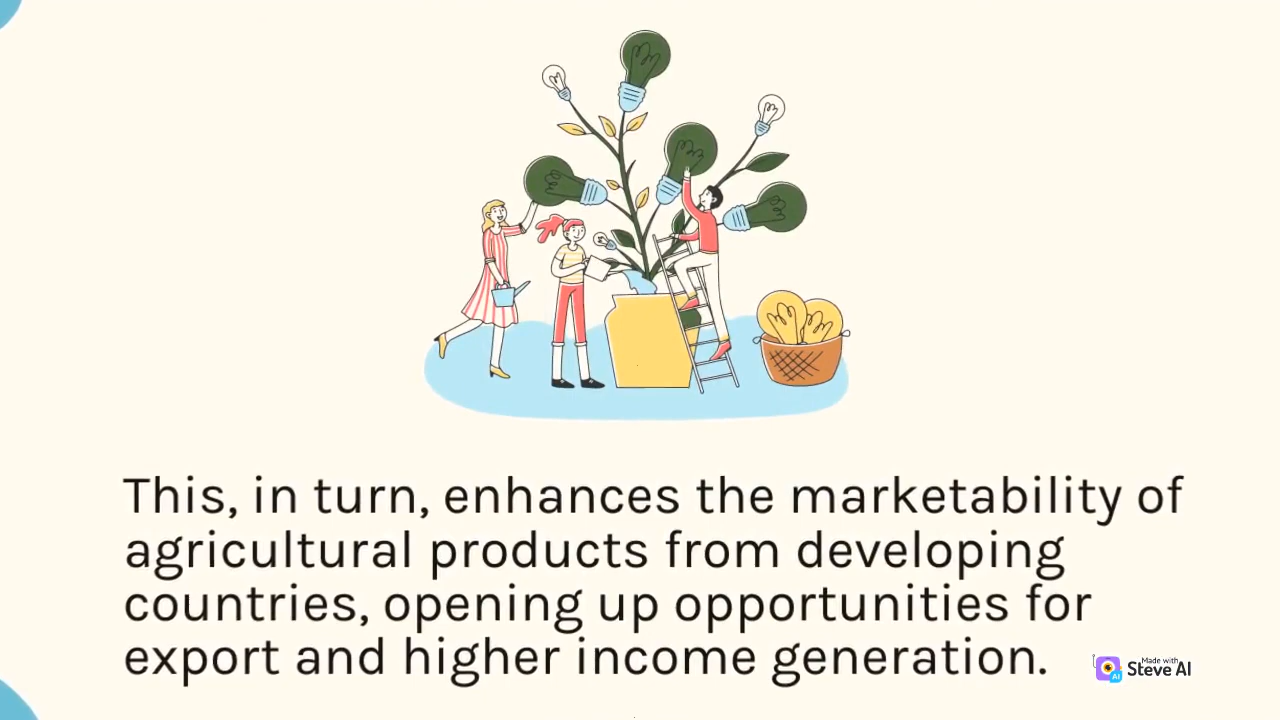 This, in turn, enhances the marketability of
agricultural products from developing
countries, opening up opportunities for
export and higher income generation.
Made with
Steve AI
AI